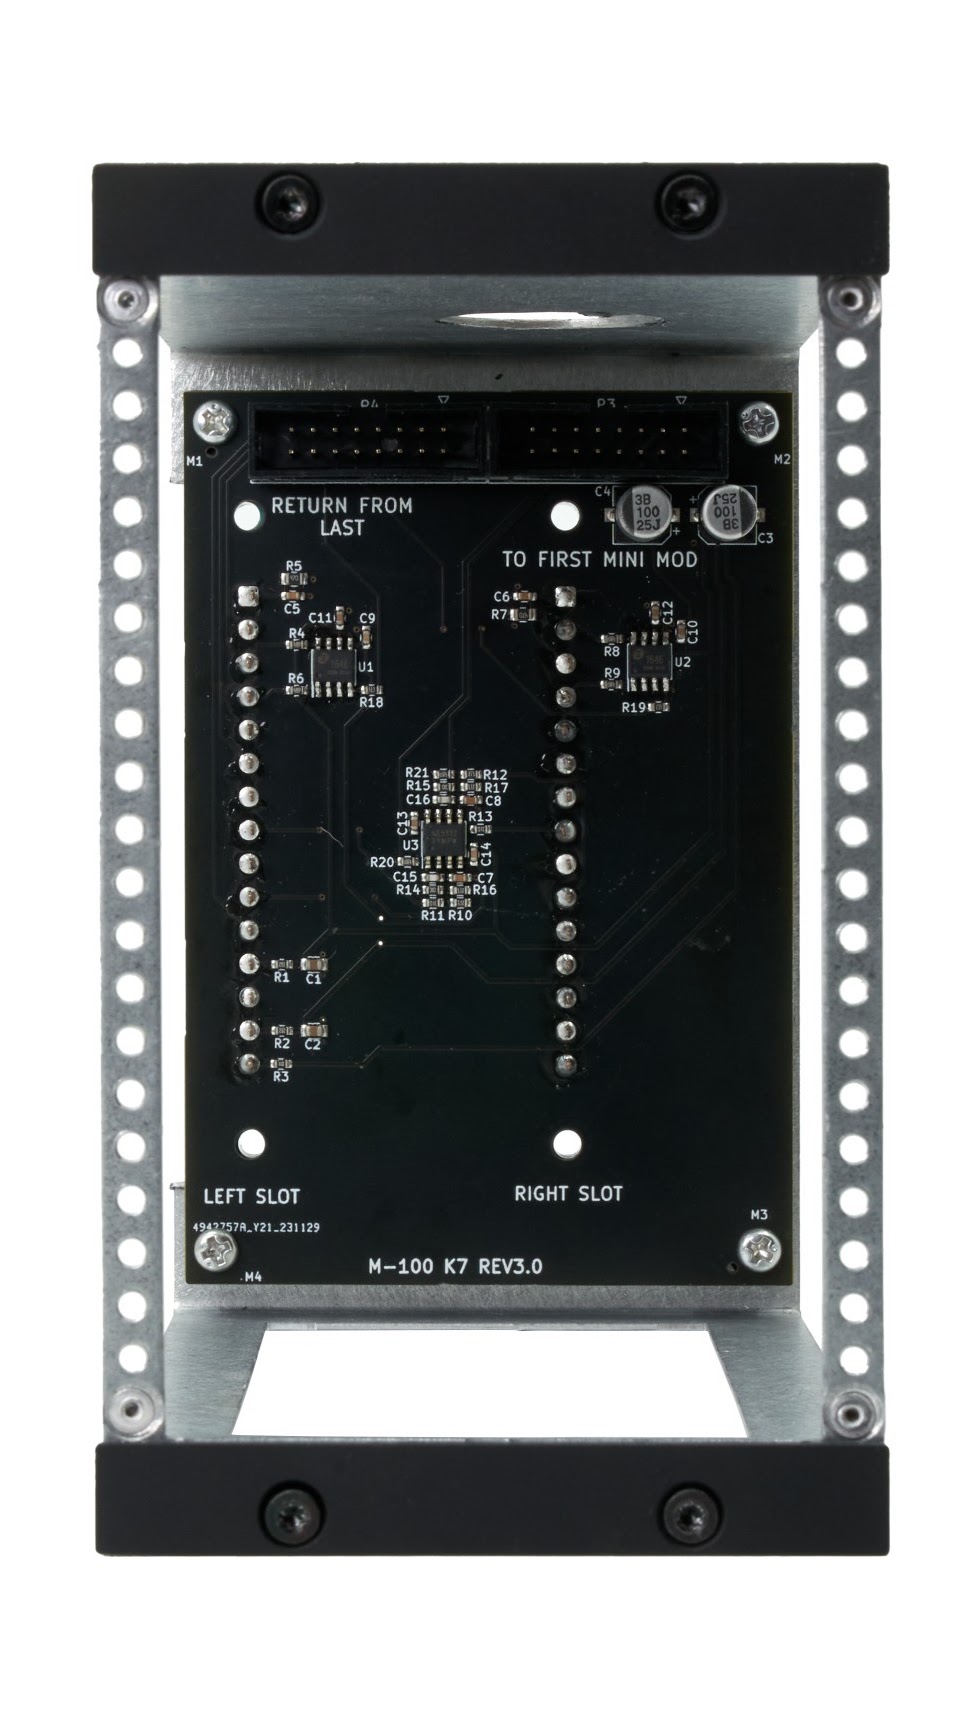 P4
P3
M1
M2
RETURN FROM
LAST
C4
3B
100
25J
+
+
3B
100
25J
C3
TO FIRST MINI MOD
R5
C5
C11
C9
R4
U1
R6
R18
C6
R7
C12
C10
R8
U2
R9
R19
R21
R12
R15
R17
C16
C8
C13
R13
U3
C14
R20
C15
C7
R14
R16
R11
R10
R1
C1
R2
C2
R3
LEFT SLOT
RIGHT SLOT
4942757A_Y21_231129
M3
M4
M-100 K7 REV3.0